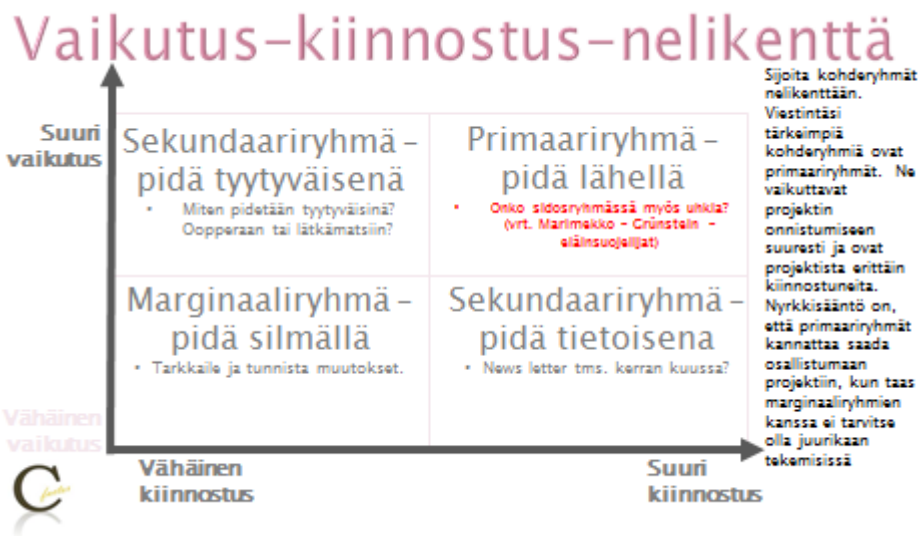 Vaikutus-kiinnostus-nelikenttä
Suuri
vaikutus
Sekundaariryhmä –
pidä tyytyväisenä
• Miten pidetään tyytyväisinä?
Oopperaan tai lätkämatsiin?
Primaariryhmä –
pidä lähellä
• Onko sidosryhmässä myös uhkia?
(vrt. Marimekko – Grünstein –
eläinsuojelijat)
Marginaaliryhmä –
pidä silmällä
• Tarkkaile ja tunnista muutokset.
Sekundaariryhmä –
pidä tietoisena
• News letter tms. kerran kuussa?
Vähäinen
vaikutus
Vähäinen
kiinnostus
Suuri
kiinnostus
Sijoita kohderyhmät
nelikenttään.
Viestintäsi
tärkeimpiä
kohderyhmiä ovat
primaariryhmät. Ne
vaikuttavat
projektin
onnistumiseen
suuresti ja ovat
projektista erittäin
kiinnostuneita.
Nyrkkisääntö on,
että primaariryhmät
kannattaa saada
osallistumaan
projektiin, kun taas
marginaaliryhmien
kanssa ei tarvitse
olla juurikaan
tekemisissä
C